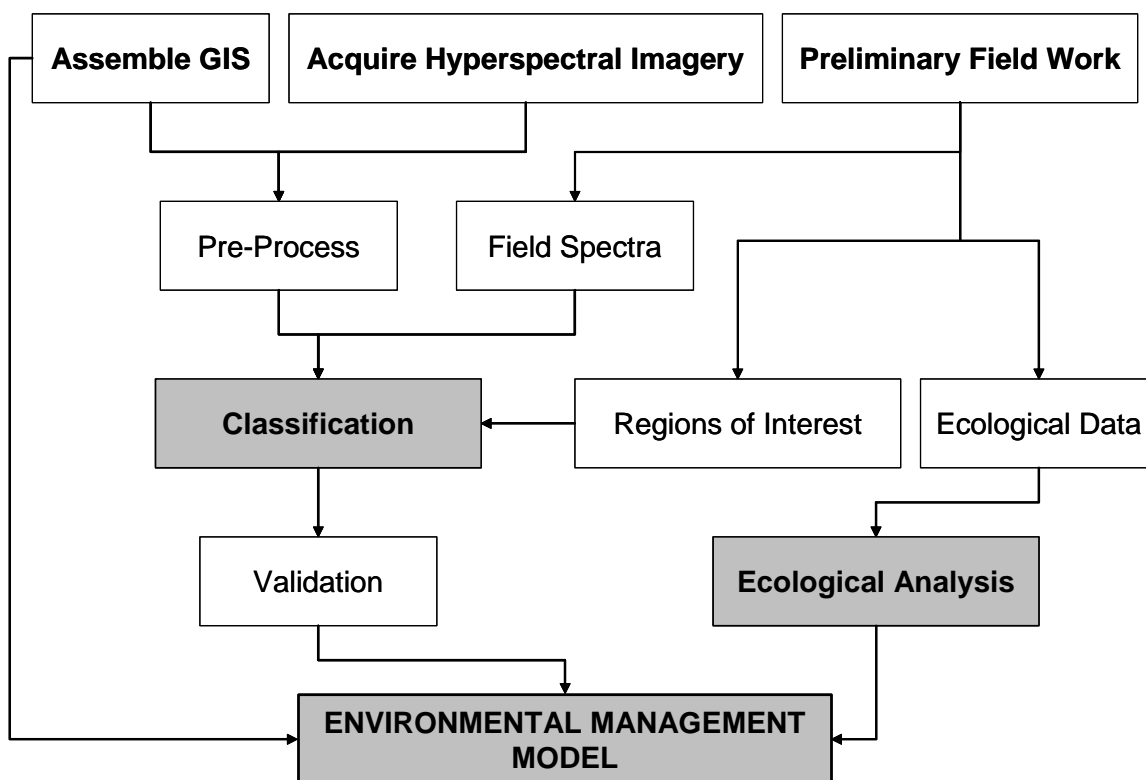 Assemble GIS
Acquire Hyperspectral Imagery
Preliminary Field Work
Pre-Process
Field Spectra
Classification
Regions of Interest
Ecological Data
Validation
Ecological Analysis
ENVIRONMENTAL MANAGEMENT
MODEL